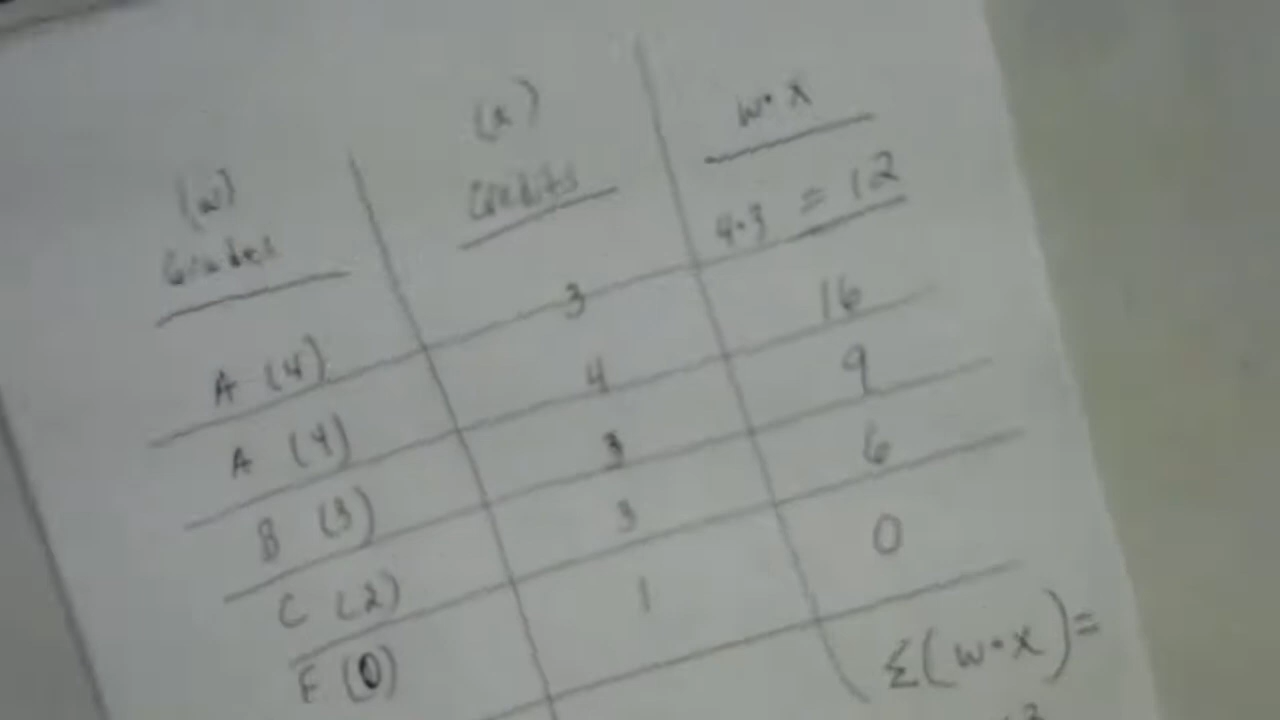 (w) (x) w·x
Grades Credits
A (4) 3 4·3 = 12
A (4) 4 16
B (3) 3 9
C (2) 3 6
F (0) 1 0
Σ(w·x)=